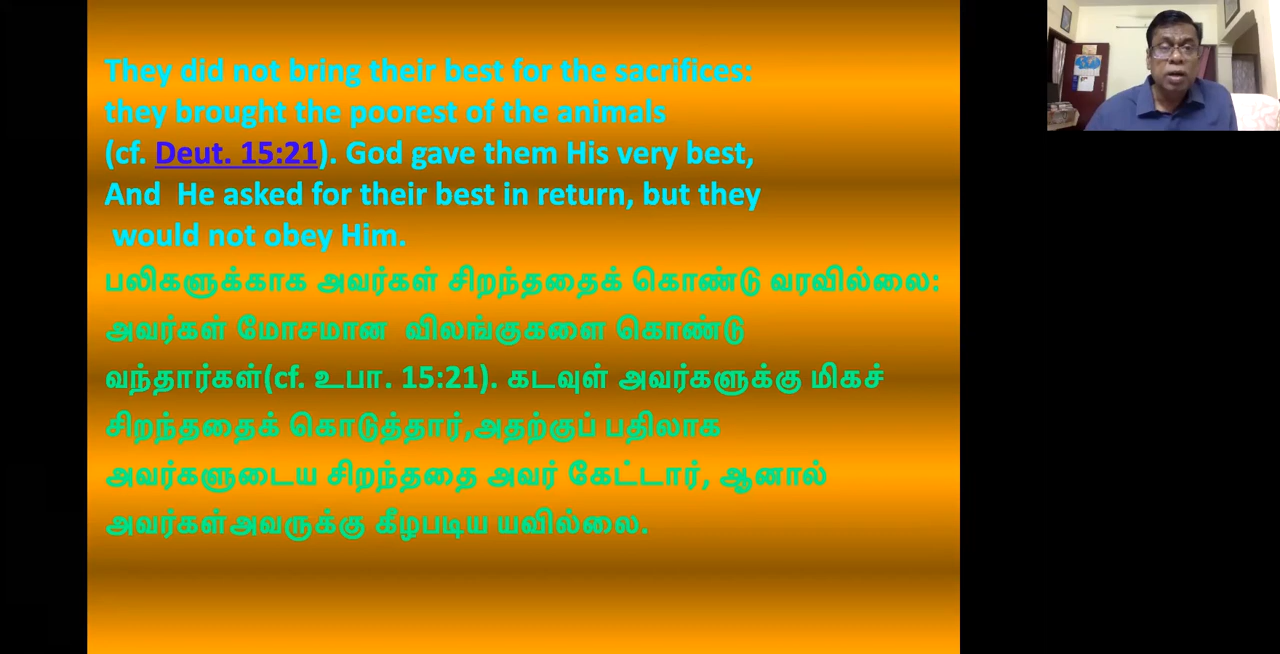 They did not bring their best for the sacrifices:
they brought the poorest of the animals
(cf. Deut. 15:21). God gave them His very best,
And  He asked for their best in return, but they
would not obey Him.
பலிகளுக்காக அவர்கள் சிறந்ததைக் கொண்டு வரவில்லை:
அவர்கள் மோசமான  விலங்குகளை கொண்டு
வந்தார்கள்(cf. உபா. 15:21). கடவுள் அவர்களுக்கு மிகச்
சிறந்ததைக் கொடுத்தார்,அதற்குப் பதிலாக
அவர்களுடைய சிறந்ததை அவர் கேட்டார், ஆனால்
அவர்கள்அவருக்கு கீழபடிய யவில்லை.